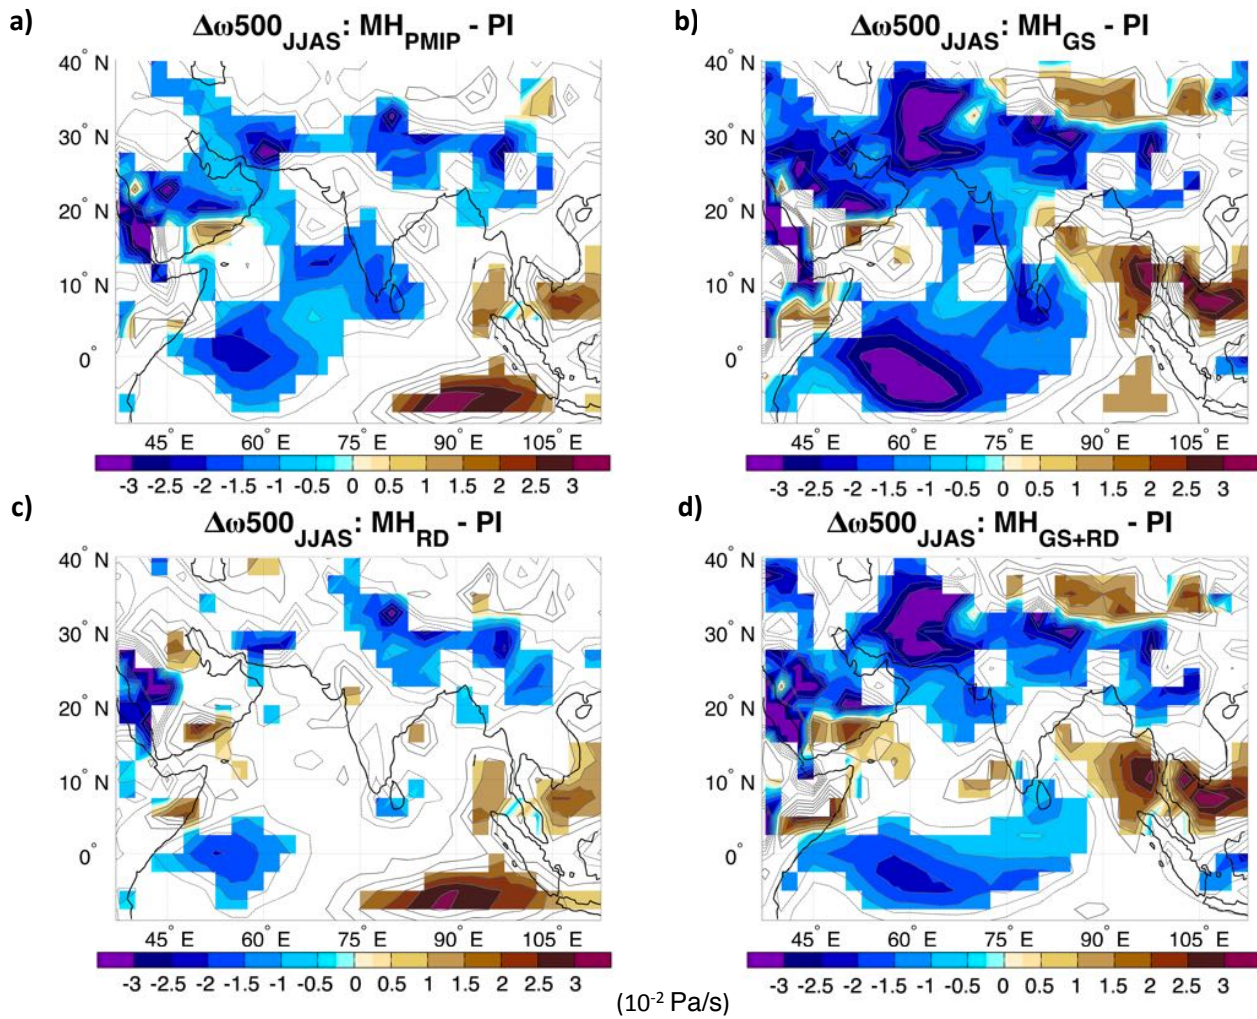 a)
Δω500JJAS: MHPMIP - PI
40° N
30° N
20° N
10° N
0°
45° E 60° E 75° E 90° E 105° E
-3 -2.5 -2 -1.5 -1 -0.5 0 0.5 1 1.5 2 2.5 3
b)
Δω500JJAS: MHGS - PI
40° N
30° N
20° N
10° N
0°
45° E 60° E 75° E 90° E 105° E
-3 -2.5 -2 -1.5 -1 -0.5 0 0.5 1 1.5 2 2.5 3
c)
Δω500JJAS: MHRD - PI
40° N
30° N
20° N
10° N
0°
45° E 60° E 75° E 90° E 105° E
-3 -2.5 -2 -1.5 -1 -0.5 0 0.5 1 1.5 2 2.5 3
d)
Δω500JJAS: MHGS+RD - PI
40° N
30° N
20° N
10° N
0°
45° E 60° E 75° E 90° E 105° E
-3 -2.5 -2 -1.5 -1 -0.5 0 0.5 1 1.5 2 2.5 3
(10-2 Pa/s)